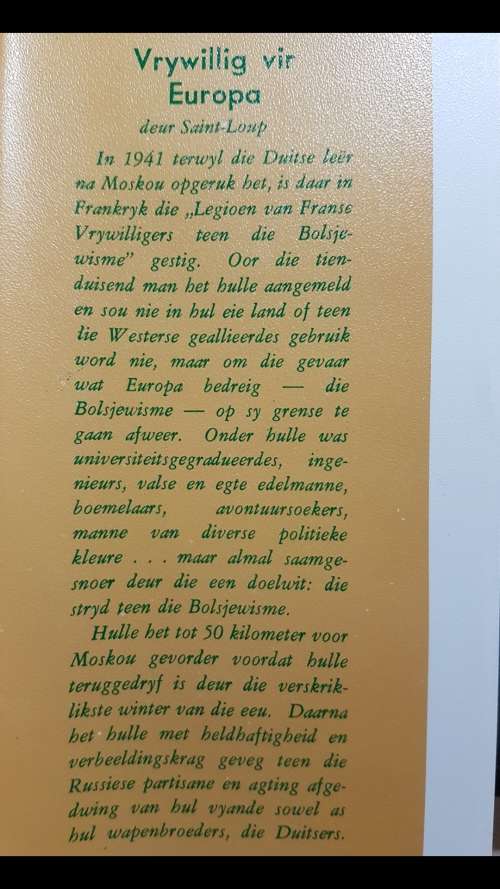 Vrywillig vir
Europa
deur Saint-Loup
In 1941 terwyl die Duitse leër
na Moskou opgeruk het, is daar in
Frankryk die „Legioen van Franse
Vrywilligers teen die Bolsje-
wisme” gestig. Oor die tien-
duisend man het hulle aangemeld
en sou nie in hul eie land of teen
die Westerse geallieerdes gebruik
word nie, maar om die gevaar
wat Europa bedreig — die
Bolsjewisme — op sy grense te
gaan afweer. Onder hulle was
universiteitsgegradueerdes, inge-
nieurs, valse en egte edelmanne,
boemelaars, avontuursoekers,
manne van diverse politieke
kleure . . . maar almal saamge-
snoer deur die een doelwit: die
stryd teen die Bolsjewisme.
Hulle het tot 50 kilometer voor
Moskou gevorder voordat hulle
teruggedryf is deur die verskrik-
likste winter van die eeu. Daarna
het hulle met heldhaftigheid en
verbeeldingskrag geveg teen die
Russiese partisane en agting afge-
dwing van hul vyande sowel as
hul wapenbroeders, die Duitsers.